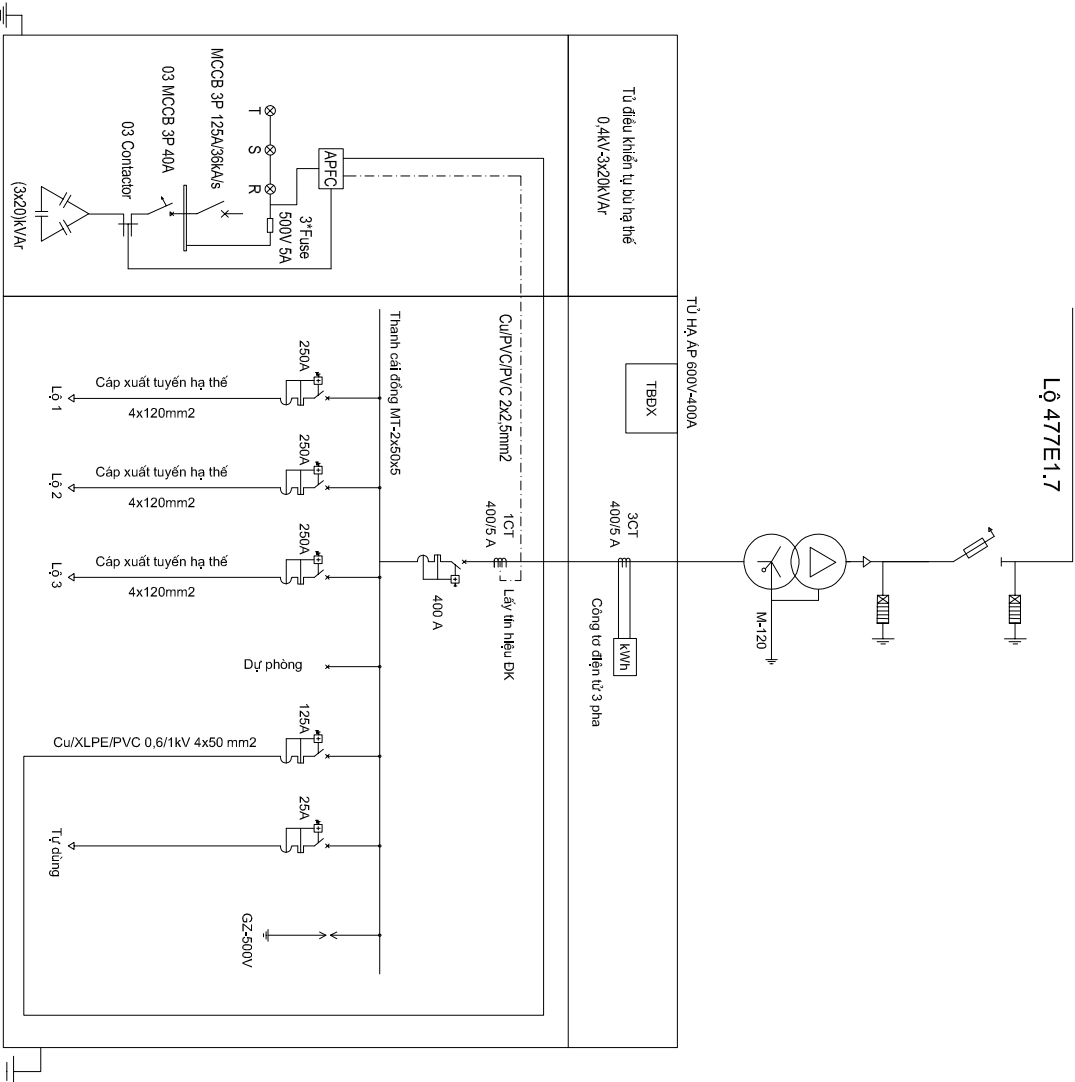 Lộ 477E1.7
M-120
TỦ HẠ ÁP 600V-400A
Tủ điều khiển tụ bù hạ thế
0,4kV-3x20kVAr
TBĐX
3CT
400/5 A
kWh
Công tơ điện tử 3 pha
Cu/PVC/PVC 2x2,5mm2
1CT
400/5 A
Lấy tín hiệu ĐK
400 A
Thanh cái đồng MT-2x50x5
APFC
3*Fuse
500V 5A
T
S
R
MCCB 3P 125A/36kA/s
03 MCCB 3P 40A
03 Contactor
(3x20)kVAr
250A
Cáp xuất tuyến hạ thế
4x120mm2
Lộ 1
250A
Cáp xuất tuyến hạ thế
4x120mm2
Lộ 2
250A
Cáp xuất tuyến hạ thế
4x120mm2
Lộ 3
Dự phòng
125A
Cu/XLPE/PVC 0,6/1kV 4x50 mm2
25A
Tự dùng
GZ-500V